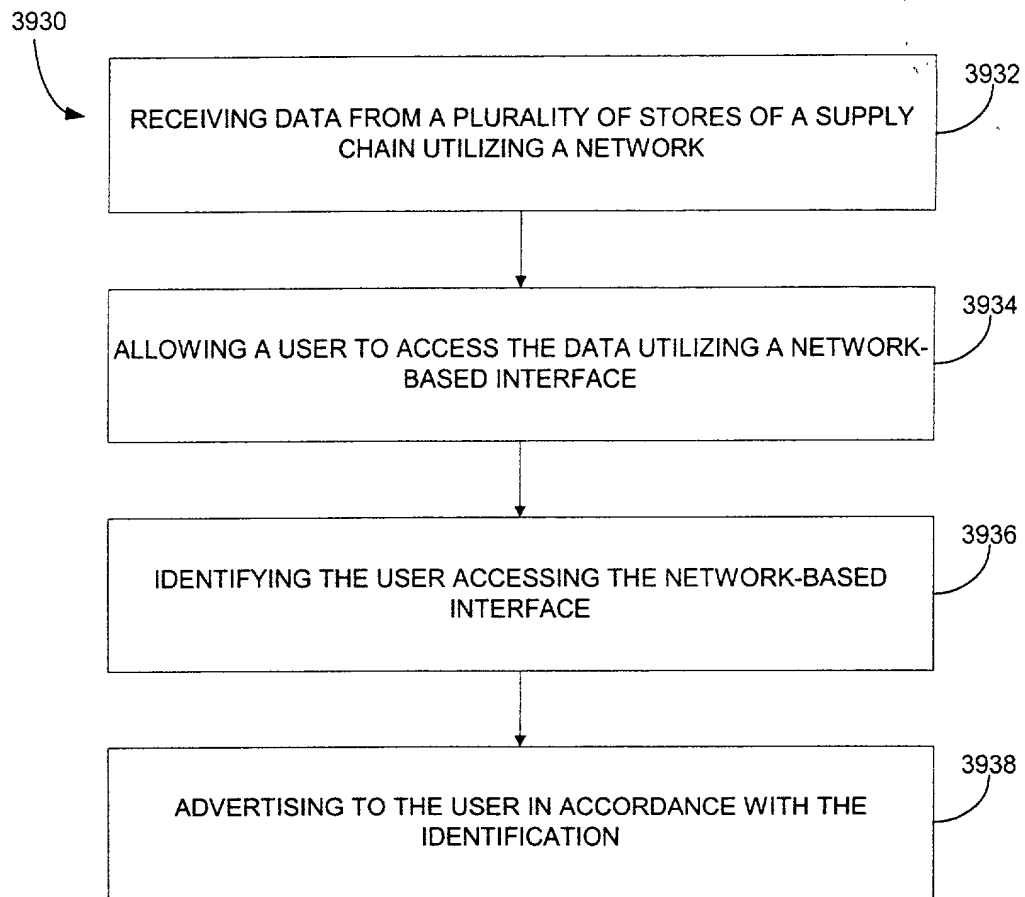 3930
3932
RECEIVING DATA FROM A PLURALITY OF STORES OF A SUPPLY
CHAIN UTILIZING A NETWORK
3934
ALLOWING A USER TO ACCESS THE DATA UTILIZING A NETWORK-
BASED INTERFACE
3936
IDENTIFYING THE USER ACCESSING THE NETWORK-BASED
INTERFACE
3938
ADVERTISING TO THE USER IN ACCORDANCE WITH THE
IDENTIFICATION